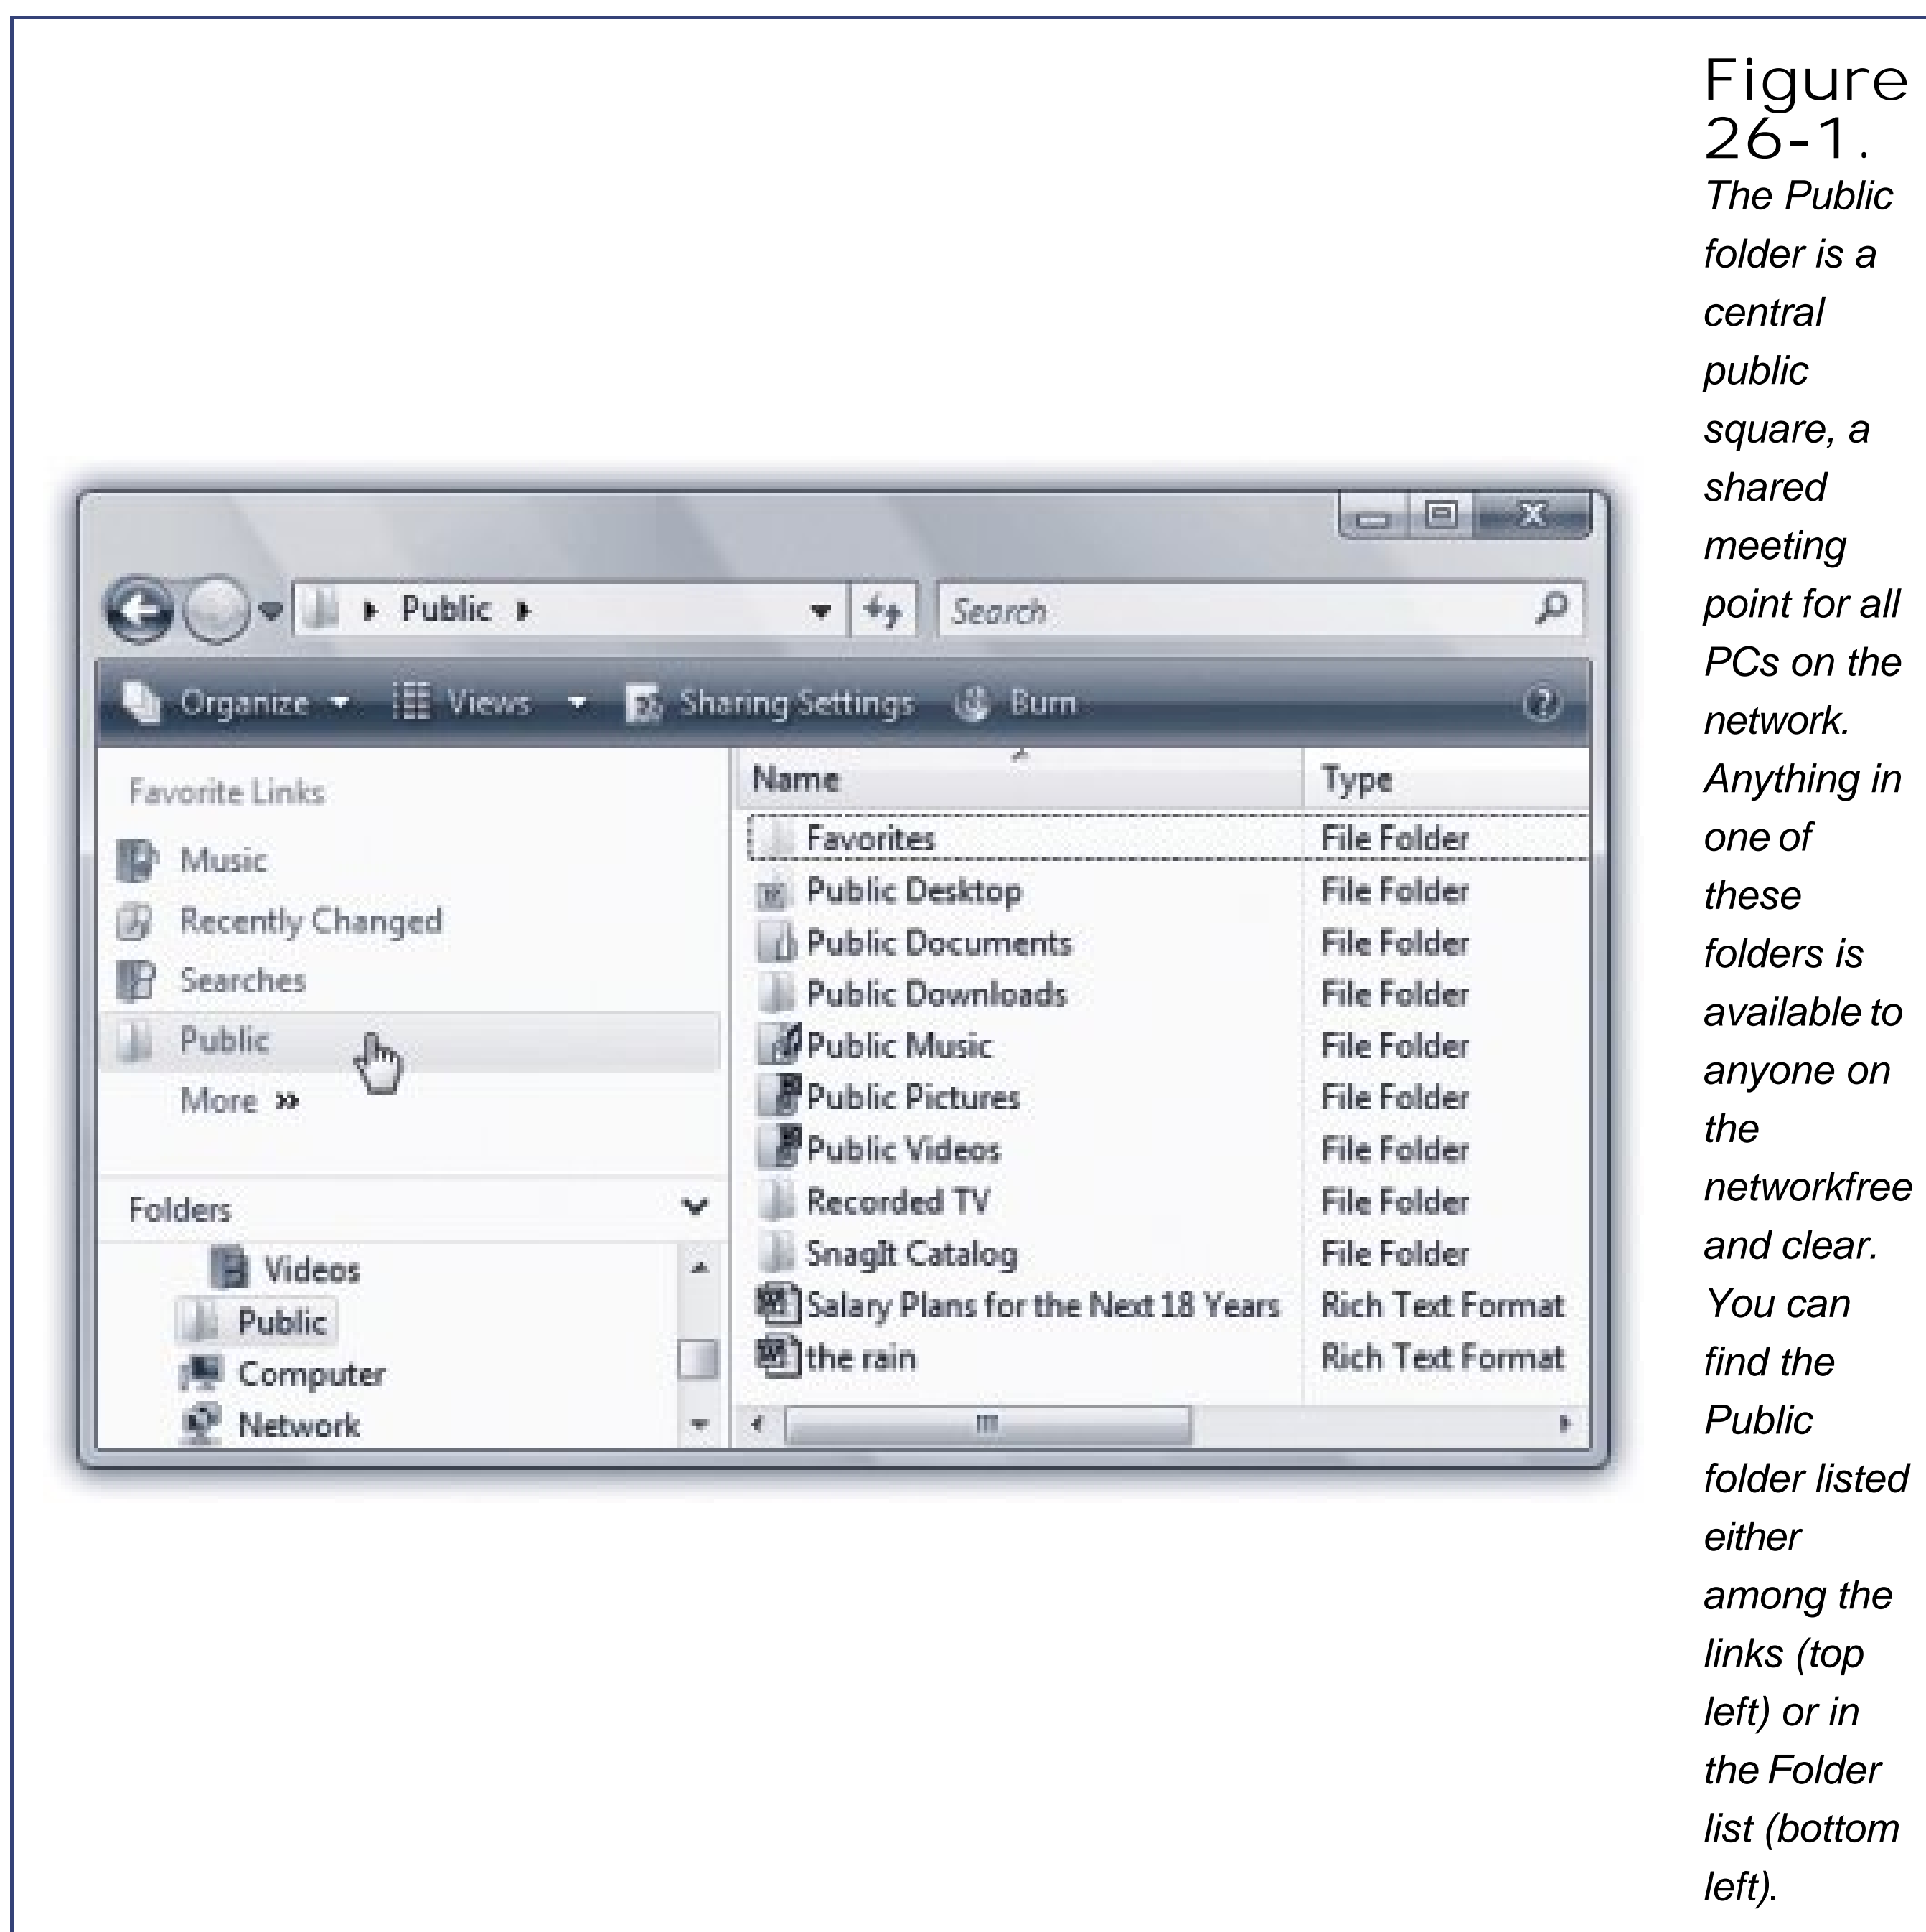 Figure
26-1.
The Public
folder is a
central
public
square, a
shared
meeting
point for all
PCs on the
network.
Anything in
one of
these
folders is
available to
anyone on
the
networkfree
and clear.
You can
find the
Public
folder listed
either
among the
links (top
left) or in
the Folder
list (bottom
left).
Public
Search
Organize Views Sharing Settings Burn ?
Favorite Links
Music
Recently Changed
Searches
Public
More »
Folders
Videos
Public
Computer
Network
Name Type
Favorites File Folder
Public Desktop File Folder
Public Documents File Folder
Public Downloads File Folder
Public Music File Folder
Public Pictures File Folder
Public Videos File Folder
Recorded TV File Folder
SnagIt Catalog File Folder
Salary Plans for the Next 18 Years Rich Text Format
the rain Rich Text Format